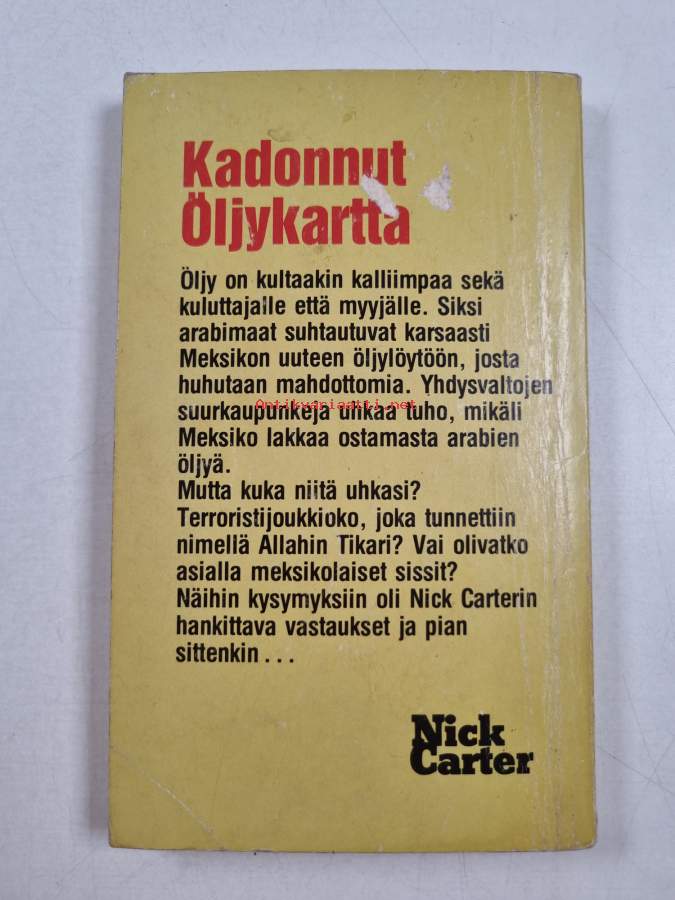 Kadonnut
Öljykartta
Öljy on kultaakin kalliimpaa sekä
kuluttajalle että myyjälle. Siksi
arabimaat suhtautuvat karsaasti
Meksikon uuteen öljylöytöön, josta
huhutaan mahdottomia. Yhdysvaltojen
Antikvariaatti.net
suurkaupunkeja uhkaa tuho, mikäli
Meksiko lakkaa ostamasta arabien
öljyä.
Mutta kuka niitä uhkasi?
Terroristijoukkioko, joka tunnettiin
nimellä Allahin Tikari? Vai olivatko
asialla meksikolaiset sissit?
Näihin kysymyksiin oli Nick Carterin
hankittava vastaukset ja pian
sittenkin...
Nick
Carter